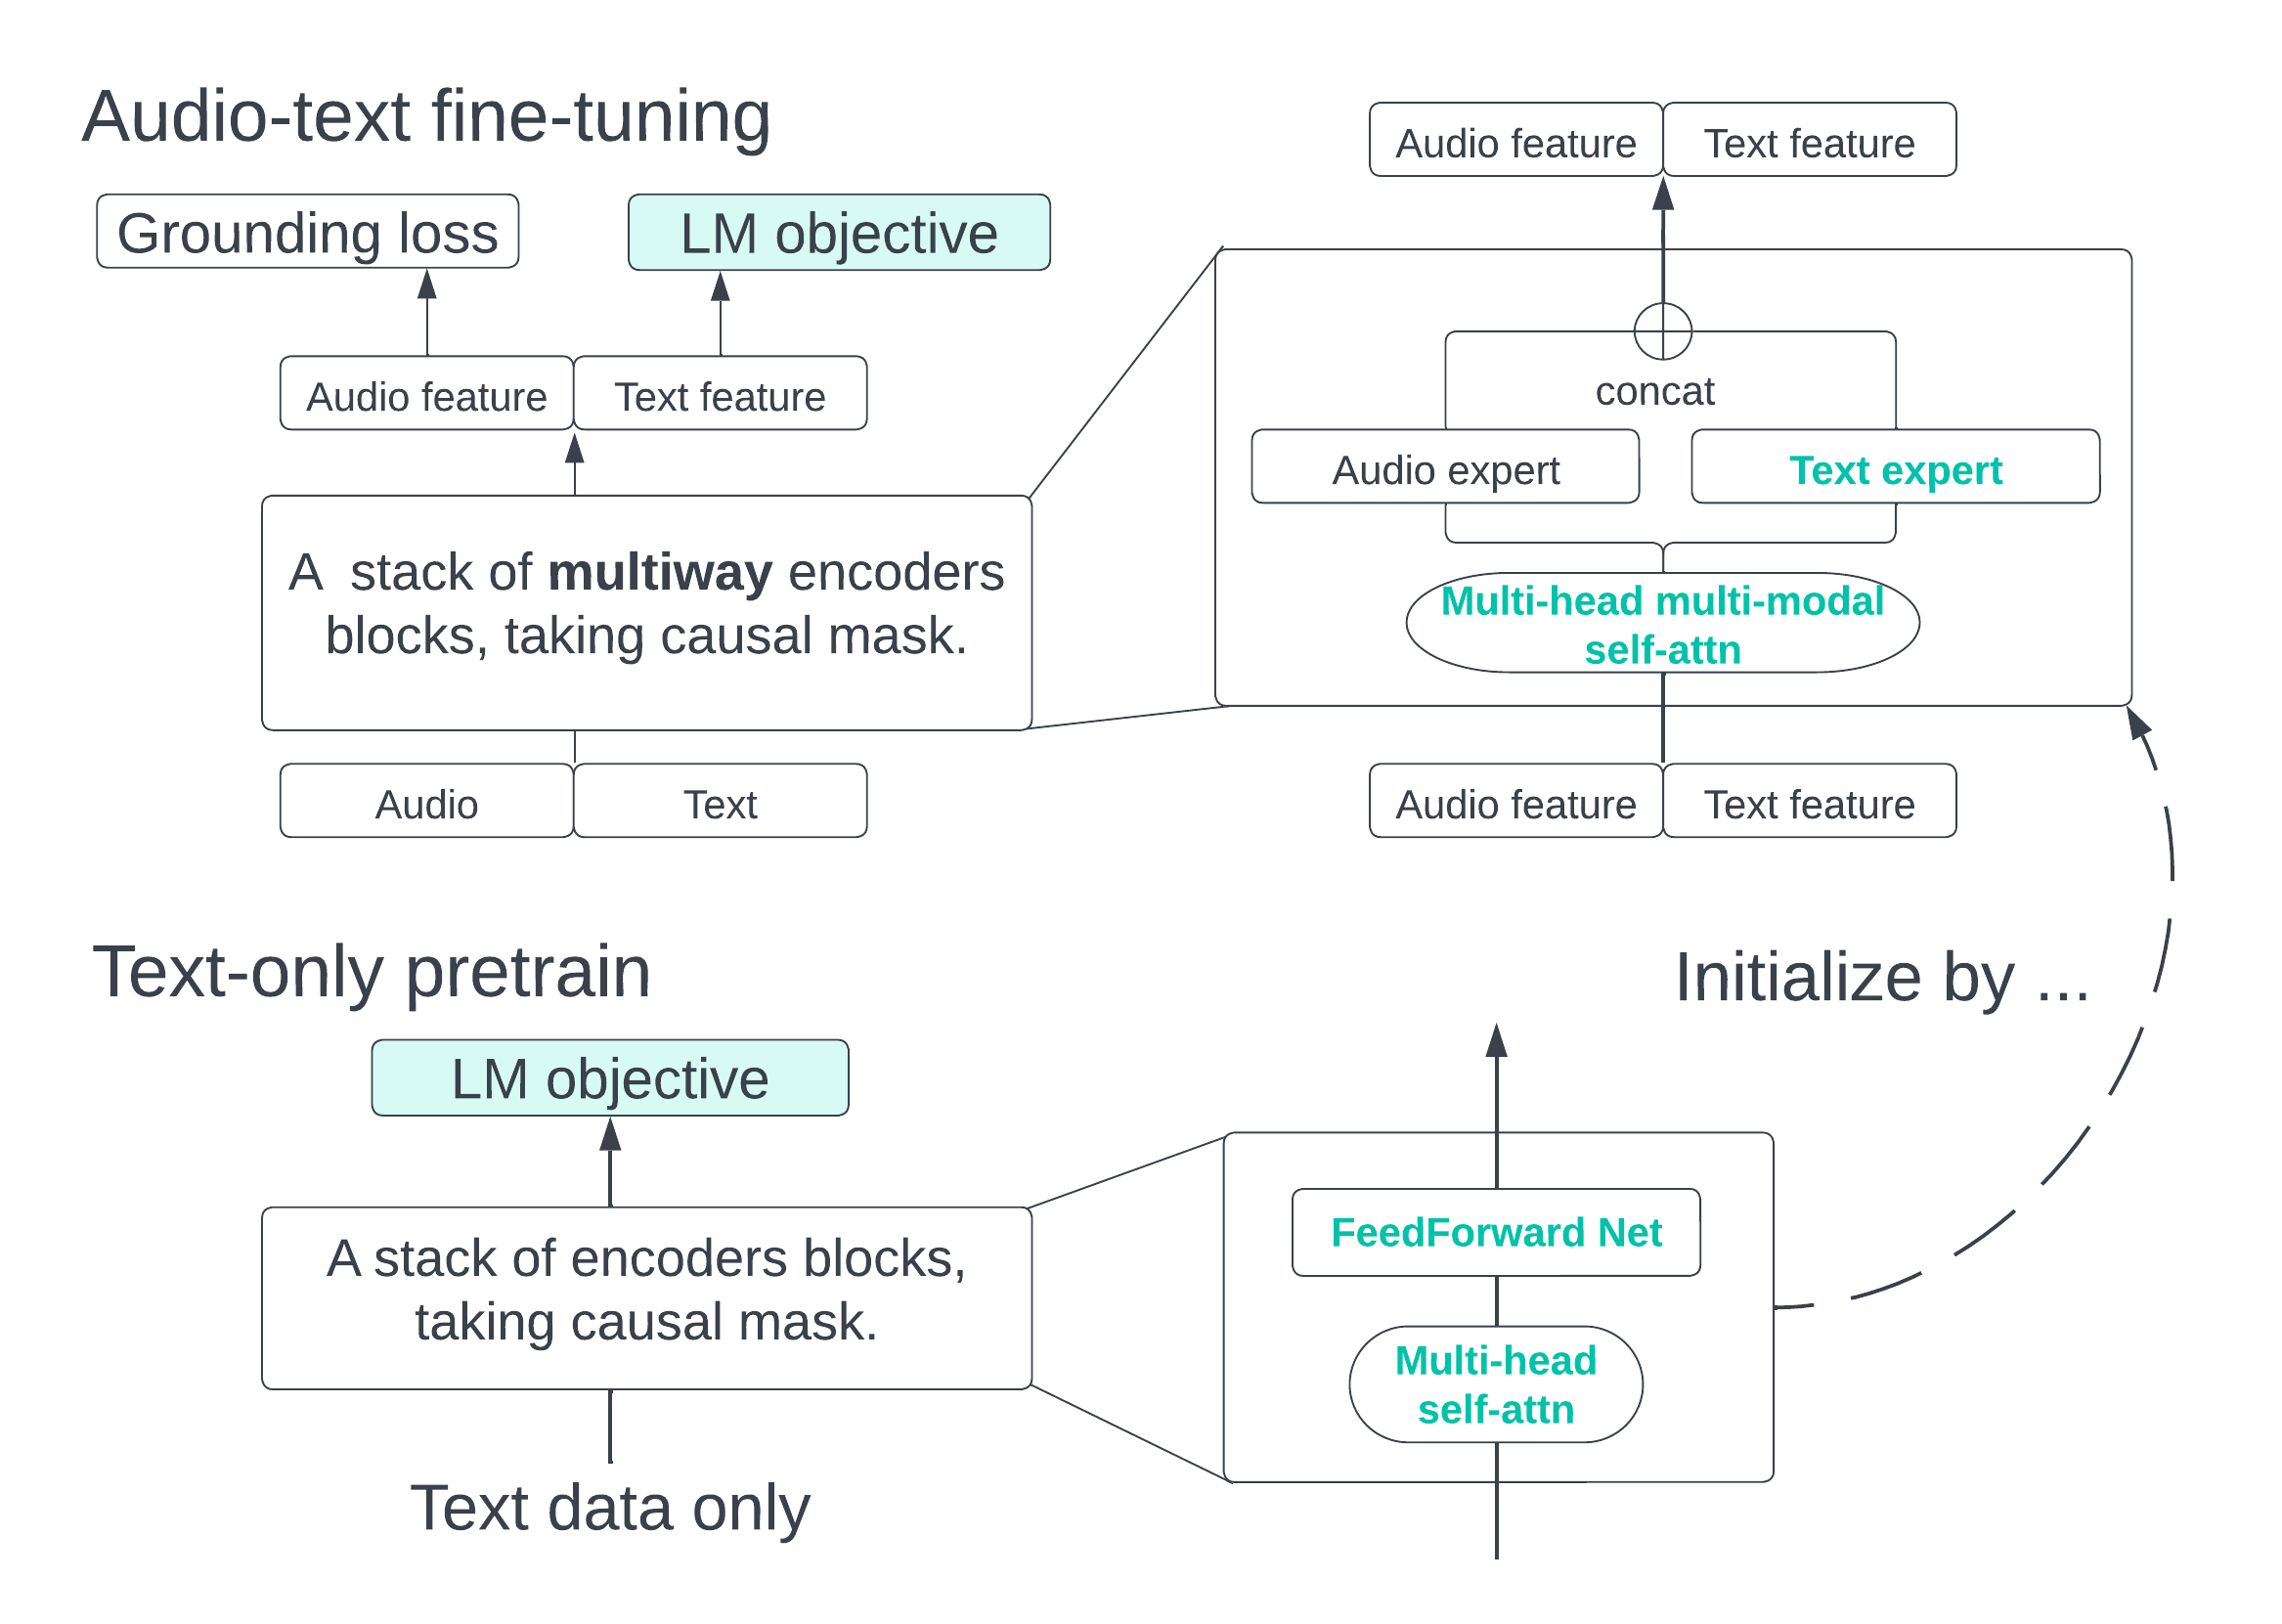 Audio-text fine-tuning
Grounding loss
LM objective
Audio feature
Text feature
A stack of multiway encoders
blocks, taking causal mask.
Audio
Text
Audio feature
Text feature
concat
Audio expert
Text expert
Multi-head multi-modal
self-attn
Audio feature
Text feature
Text-only pretrain
LM objective
A stack of encoders blocks,
taking causal mask.
Text data only
Initialize by ...
FeedForward Net
Multi-head
self-attn